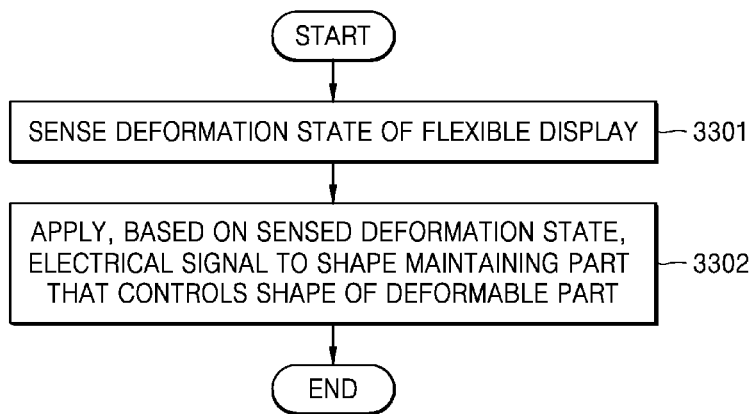 START
SENSE DEFORMATION STATE OF FLEXIBLE DISPLAY
3301
APPLY, BASED ON SENSED DEFORMATION STATE,
ELECTRICAL SIGNAL TO SHAPE MAINTAINING PART
THAT CONTROLS SHAPE OF DEFORMABLE PART
3302
END